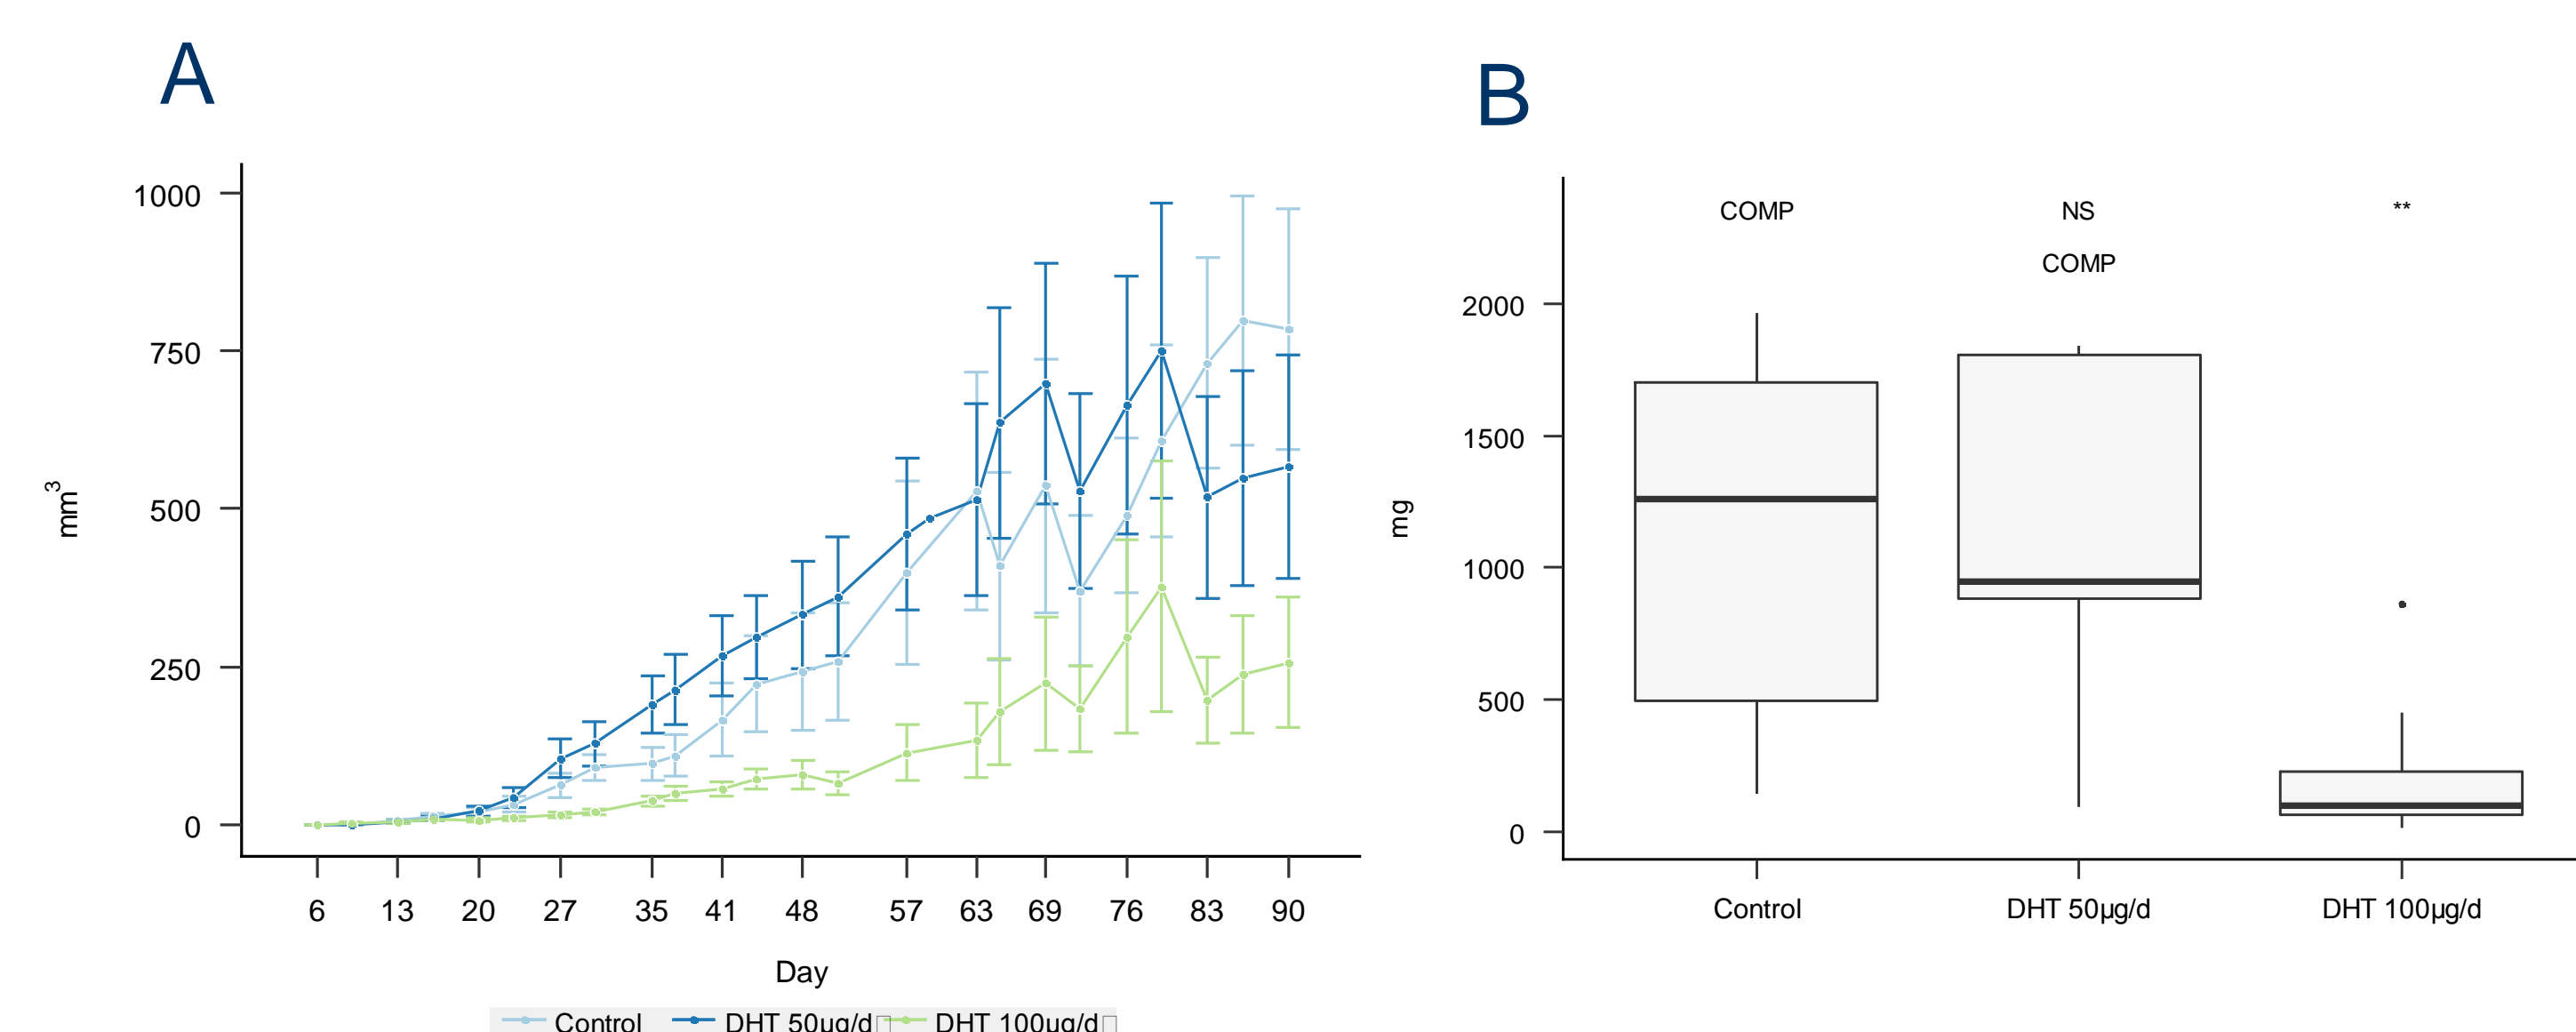 A
1000
750
500
250
0
mm³
6 13 20 27 35 41 48 57 63 69 76 83 90
Day
Control DHT 50µg/d DHT 100µg/d
B
COMP NS **
COMP
2000
1500
1000
500
0
mg
Control DHT 50µg/d DHT 100µg/d